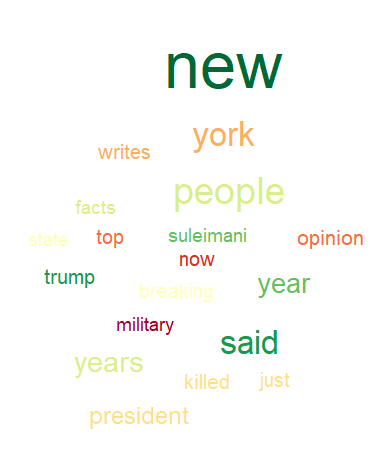 new
york
writes
people
facts
suleimani
state
top
opinion
now
trump
breaking
year
military
said
years
killed
just
president